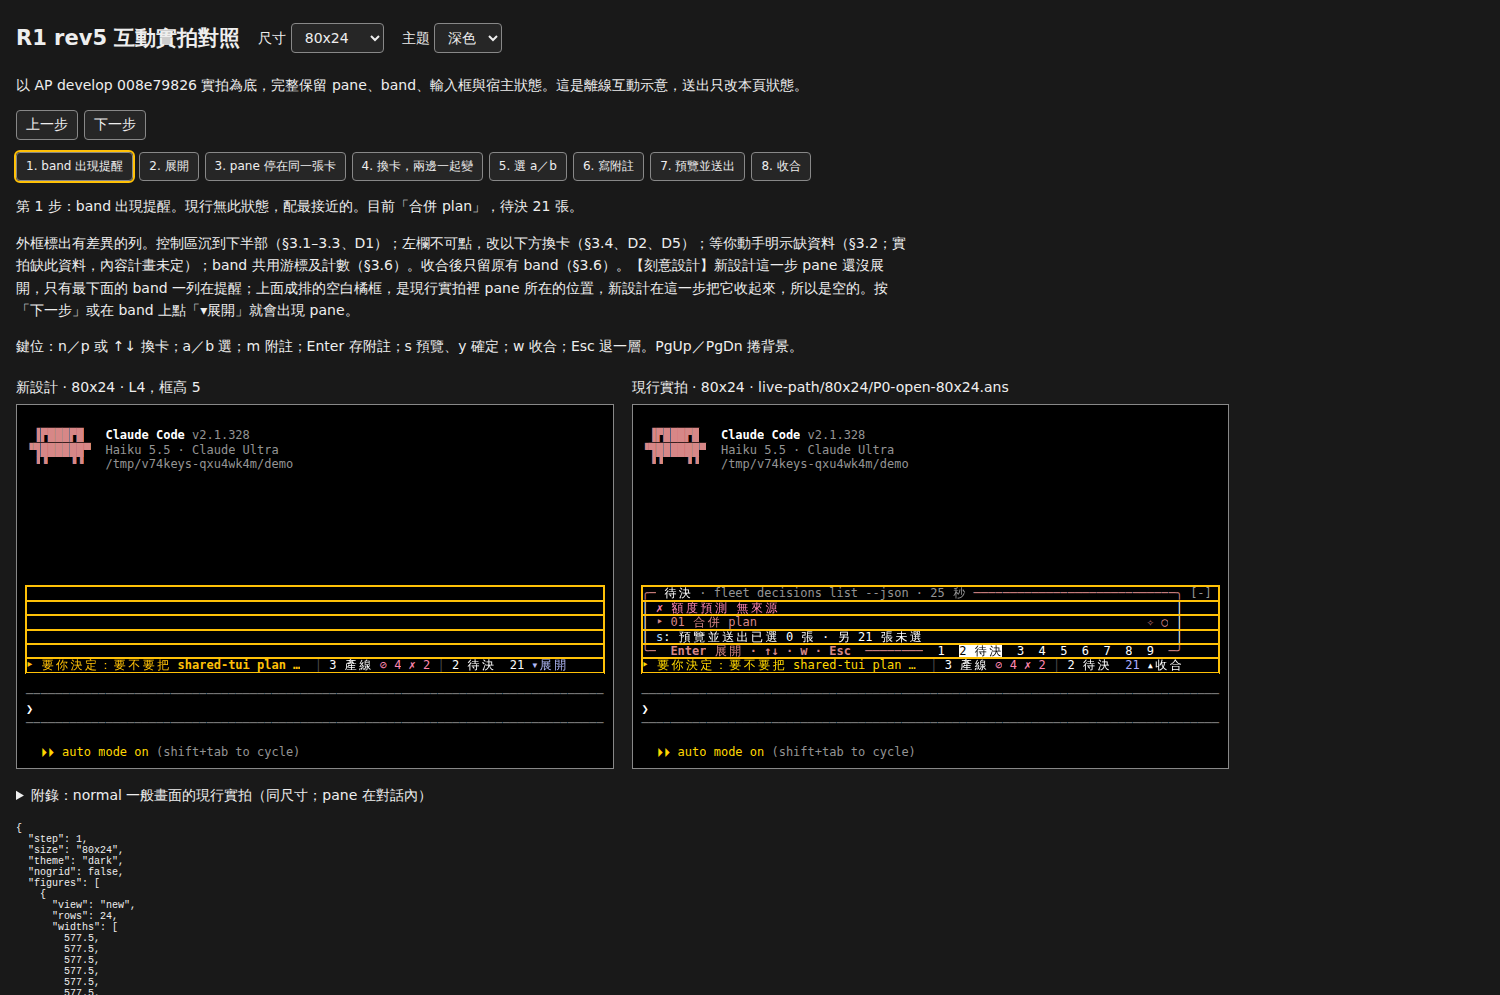 R1 rev5 互動實拍對照 尺寸 80x24 主題 深色
以 AP develop 008e79826 實拍為底，完整保留 pane、band、輸入框與宿主狀態。這是離線互動示意，送出只改本頁狀態。
上一步 下一步
1. band 出現提醒 2. 展開 3. pane 停在同一張卡 4. 換卡，兩邊一起變 5. 選 a／b 6. 寫附註 7. 預覽並送出 8. 收合
第 1 步：band 出現提醒。現行無此狀態，配最接近的。目前「合併 plan」，待決 21 張。
外框標出有差異的列。控制區沉到下半部（§3.1–3.3、D1）；左欄不可點，改以下方換卡（§3.4、D2、D5）；等你動手明示缺資料（§3.2；實
拍缺此資料，內容計畫未定）；band 共用游標及計數（§3.6）。收合後只留原有 band（§3.6）。【刻意設計】新設計這一步 pane 還沒展
開，只有最下面的 band 一列在提醒；上面成排的空白橘框，是現行實拍裡 pane 所在的位置，新設計在這一步把它收起來，所以是空的。按
「下一步」或在 band 上點「▾展開」就會出現 pane。
鍵位：n／p 或 ↑↓ 換卡；a／b 選；m 附註；Enter 存附註；s 預覽、y 確定；w 收合；Esc 退一層。PgUp／PgDn 捲背景。
新設計 · 80x24 · L4，框高 5
Claude Code v2.1.328
Haiku 5.5 · Claude Ultra
/tmp/v74keys-qxu4wk4m/demo
‣ 要你決定：要不要把 shared-tui plan … │ 3 產線 ⊘ 4 ✗ 2 │ 2 待決 21 ▾展開
❯
⏵⏵ auto mode on (shift+tab to cycle)
現行實拍 · 80x24 · live-path/80x24/P0-open-80x24.ans
Claude Code v2.1.328
Haiku 5.5 · Claude Ultra
/tmp/v74keys-qxu4wk4m/demo
待決 · fleet decisions list --json · 25 秒 [-]
✗ 額度預測 無來源
‣ 01 合併 plan ✧ ○
s: 預覽並送出已選 0 張 · 另 21 張未選
Enter 展開 · ↑↓ · w · Esc 1 2 待決 3 4 5 6 7 8 9
‣ 要你決定：要不要把 shared-tui plan … │ 3 產線 ⊘ 4 ✗ 2 │ 2 待決 21 ▴收合
❯
⏵⏵ auto mode on (shift+tab to cycle)
▶ 附錄：normal 一般畫面的現行實拍（同尺寸；pane 在對話內）
{
"step": 1,
"size": "80x24",
"theme": "dark",
"nogrid": false,
"figures": [
{
"view": "new",
"rows": 24,
"widths": [
577.5,
577.5,
577.5,
577.5,
577.5,
577.5,